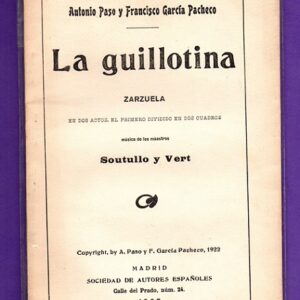 Antonio Paso y Francisco García Pacheco
La guillotina
ZARZUELA
EN DOS ACTOS, EL PRIMERO DIVIDIDO EN DOS CUADROS
música de los maestros
Soutullo y Vert
Copyright, by A. Paso y F. García Pacheco, 1922
MADRID
SOCIEDAD DE AUTORES ESPAÑOLES
Calle del Prado, núm. 24.